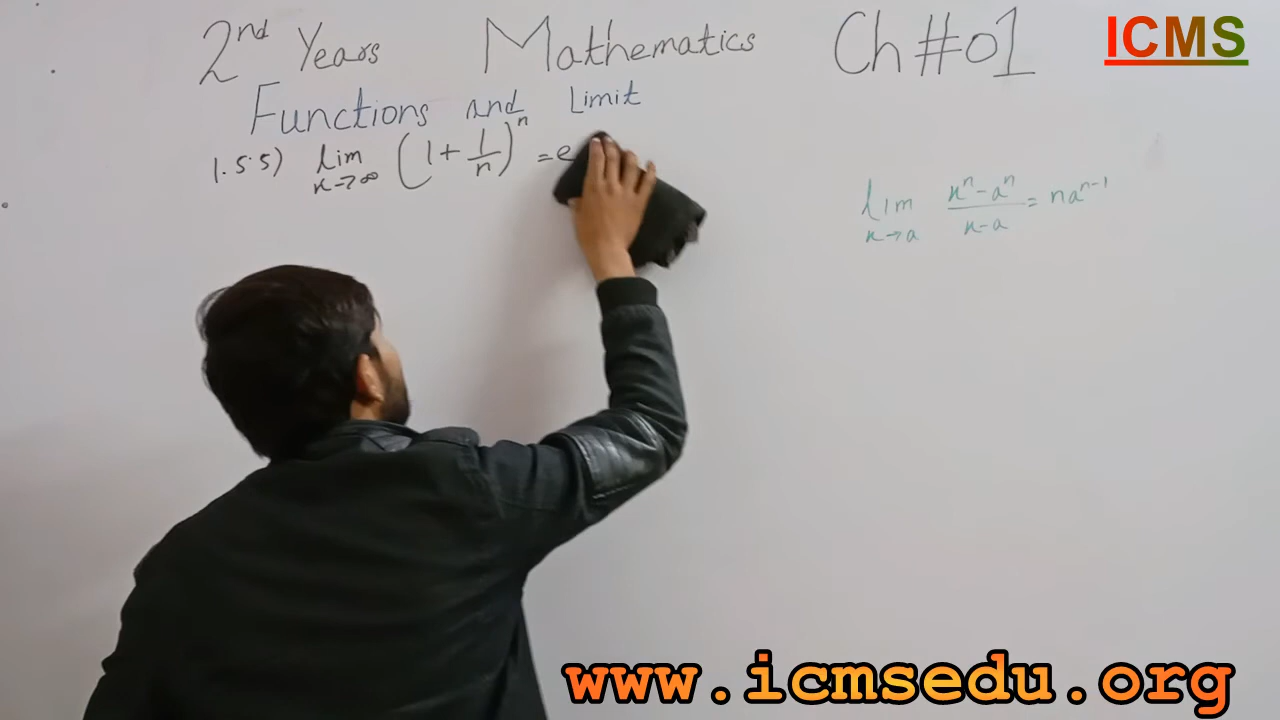 2nd Years Mathematics Ch#01
ICMS
Functions and Limit
1.5.5) lim x→∞ (1+1/n)^n = e
lim x→a x^n-a^n/x-a = na^n-1
www.icmsedu.org